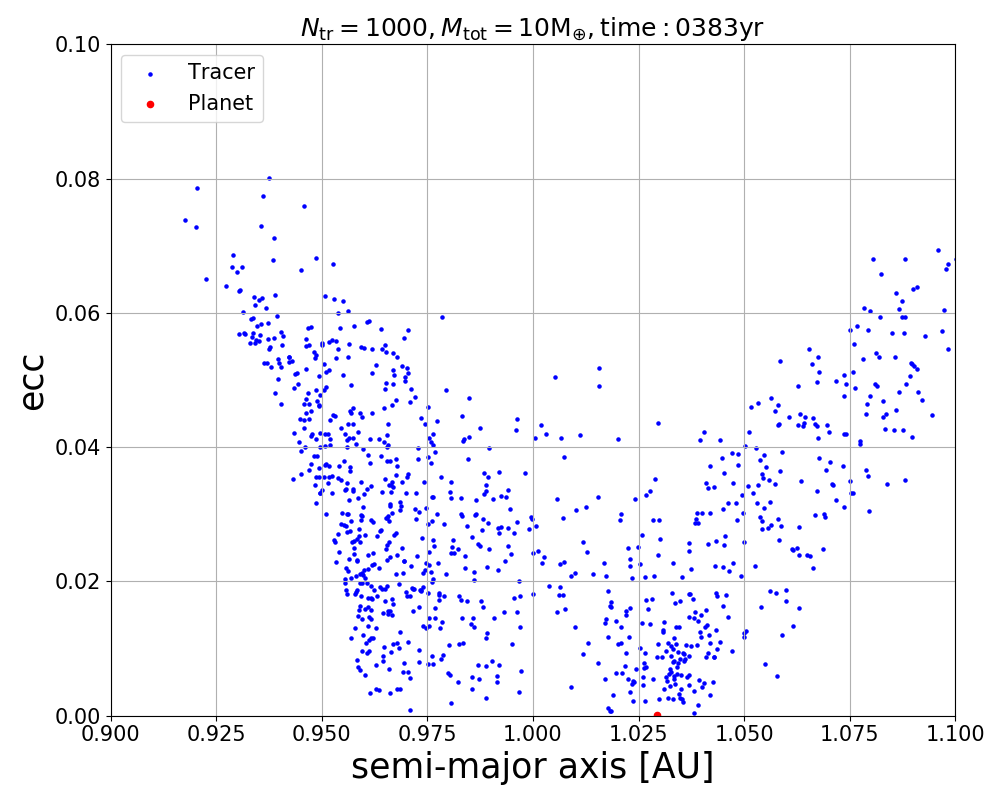 N_tr = 1000, M_tot = 10M_⊕, time : 0383yr
Tracer
Planet
0.10
0.08
0.06
0.04
0.02
0.00
ecc
0.900 0.925 0.950 0.975 1.000 1.025 1.050 1.075 1.100
semi-major axis [AU]